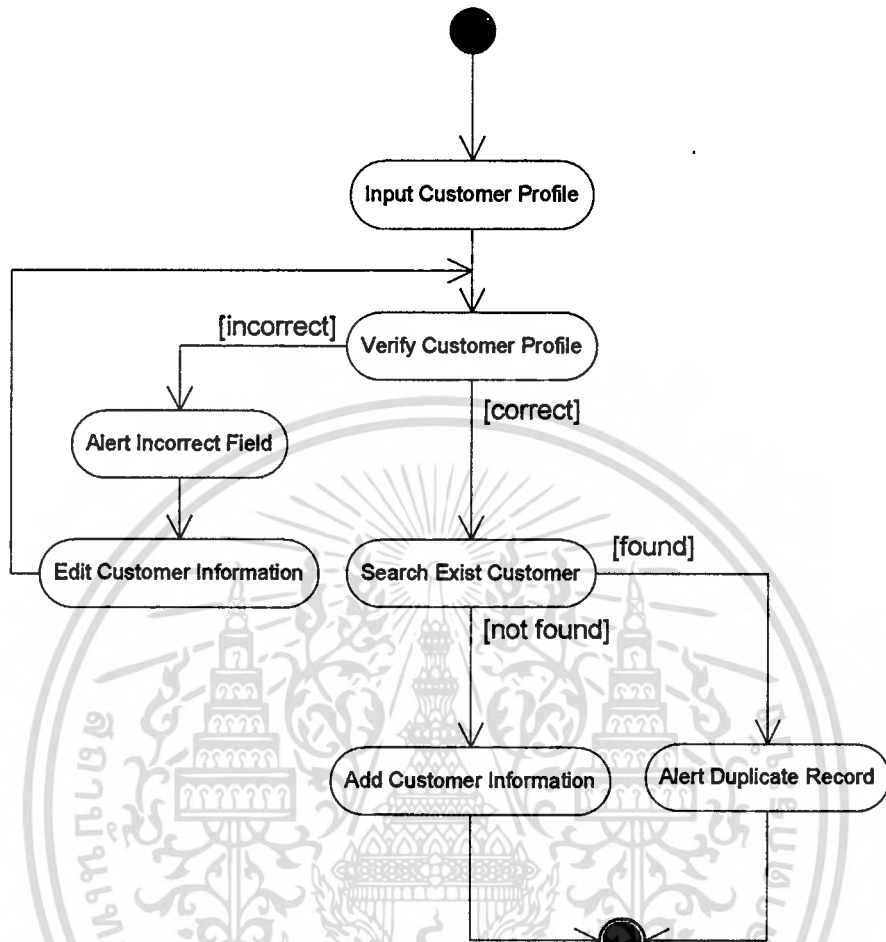 Input Customer Profile
[incorrect]
Verify Customer Profile
[correct]
Alert Incorrect Field
[found]
Edit Customer Information
Search Exist Customer
[not found]
Add Customer Information
Alert Duplicate Record